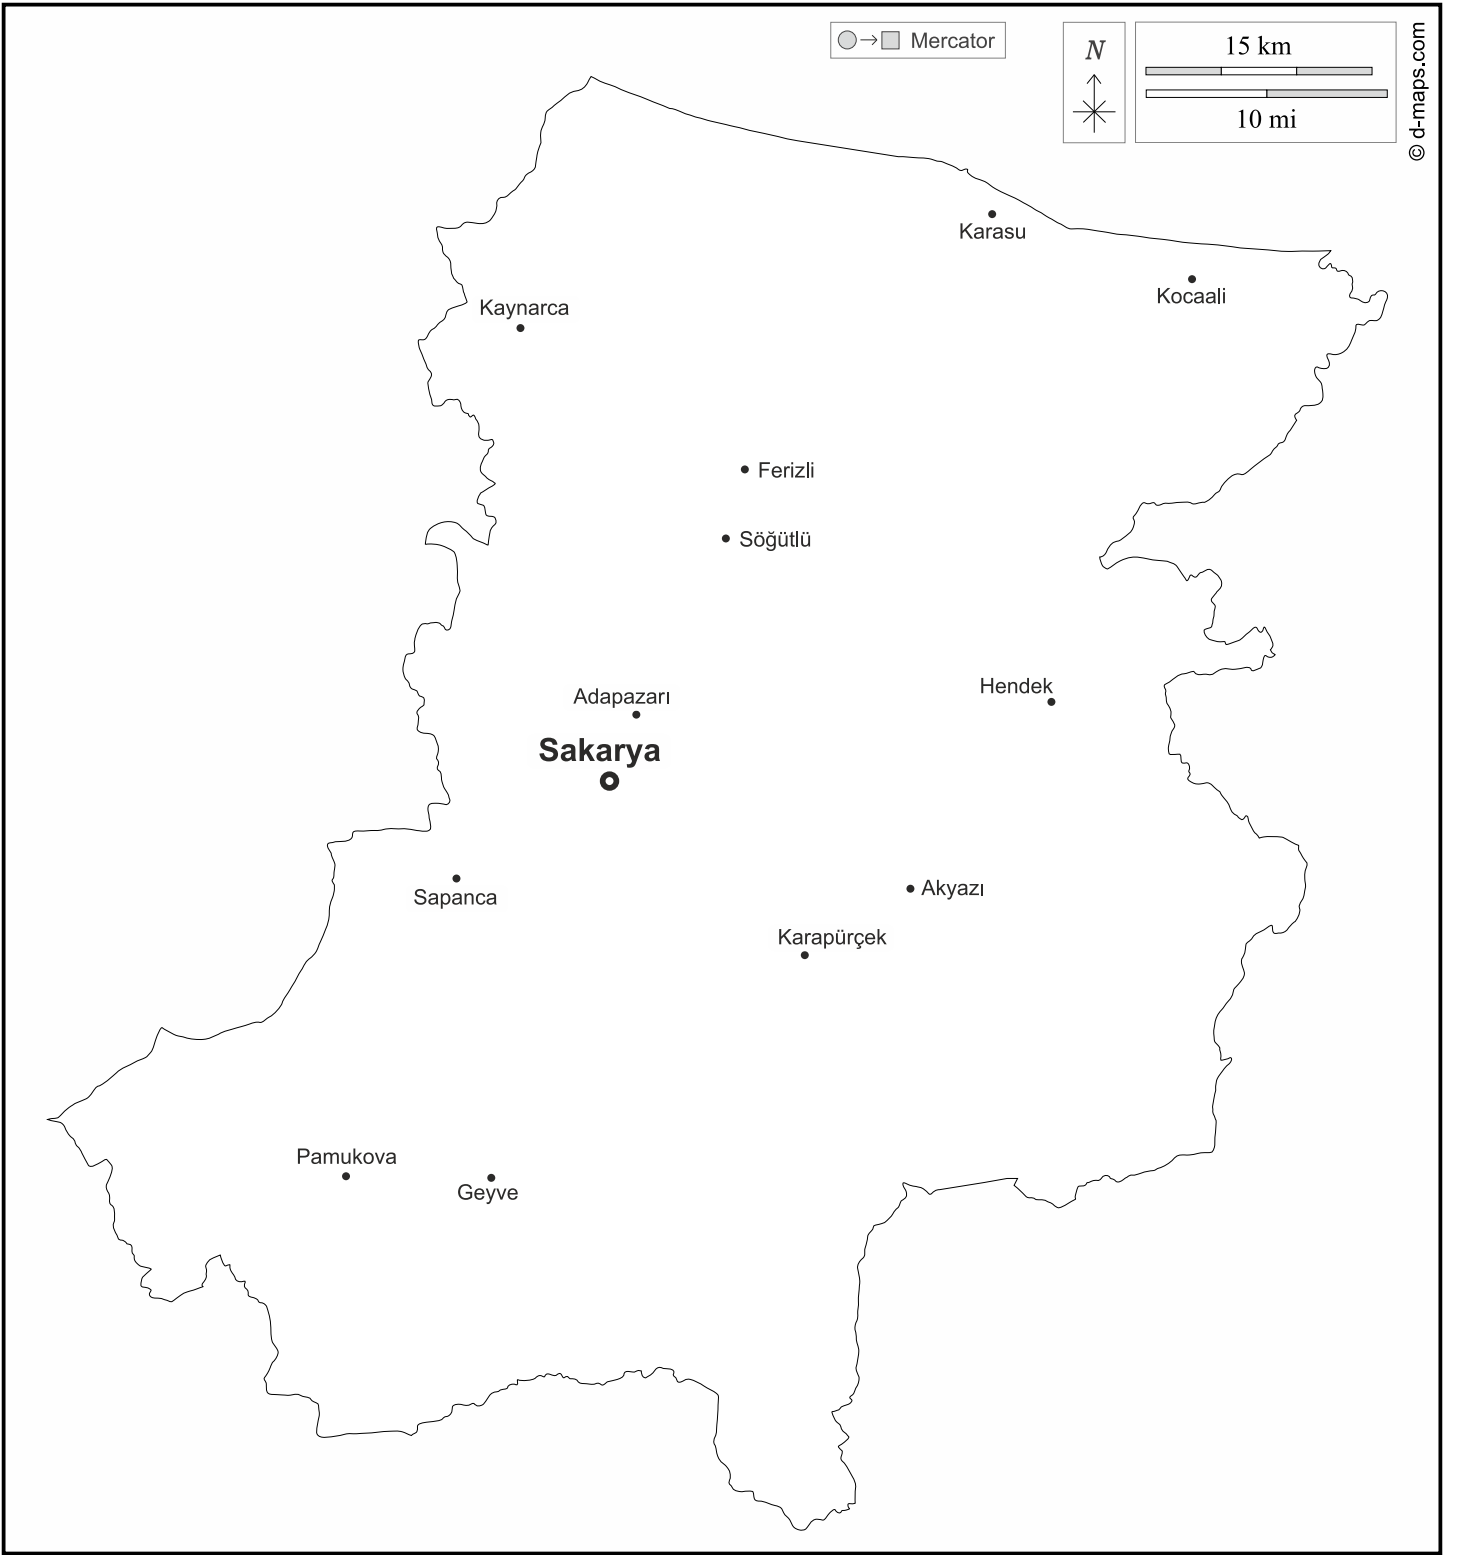 Mercator
N
15 km
10 mi
© d-maps.com
Karasu
Kocaali
Kaynarca
Ferizli
Söğütlü
Hendek
Adapazarı
Sakarya
Akyazı
Sapanca
Karapürçek
Pamukova
Geyve